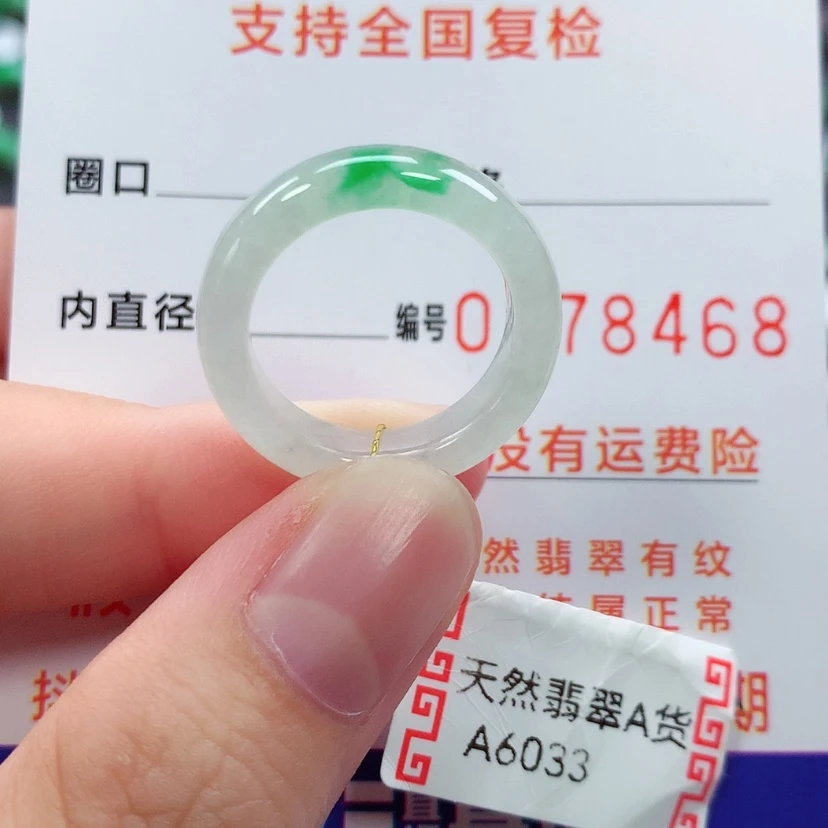 支持全国复检
圈口
内直径 编号 0 78468
没有运费险
然翡翠有纹
属正常
期
天然翡翠A货
A6033